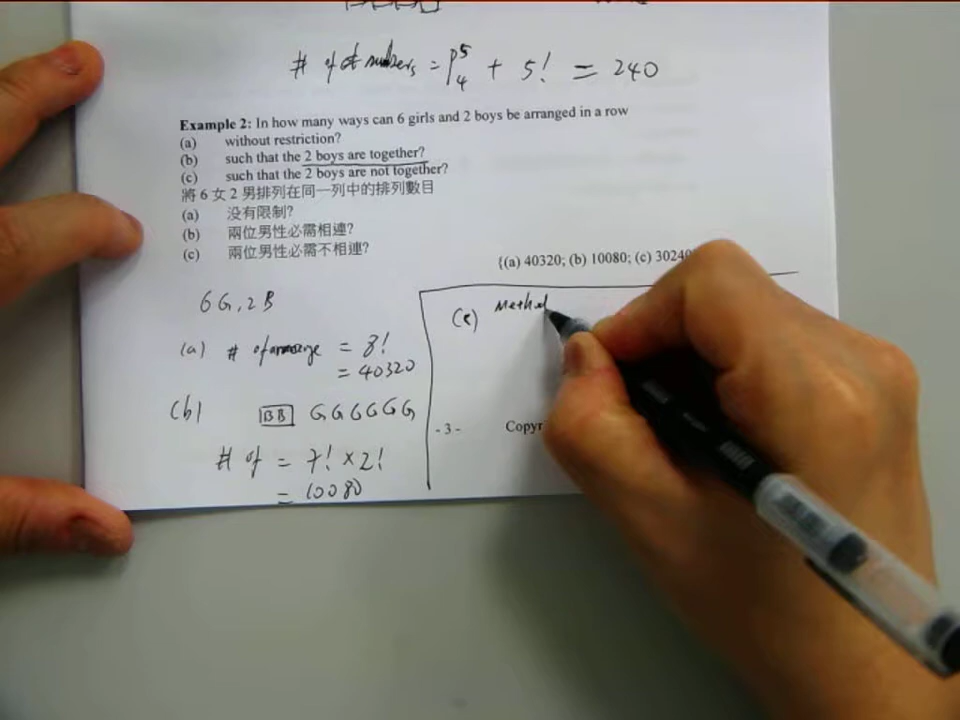 # of numbers = P⁵₄ + 5! = 240
Example 2: In how many ways can 6 girls and 2 boys be arranged in a row
(a) without restriction?
(b) such that the 2 boys are together?
(c) such that the 2 boys are not together?
將 6 女 2 男排列在同一列中的排列數目
(a) 没有限制?
(b) 兩位男性必需相連?
(c) 兩位男性必需不相連?
{(a) 40320; (b) 10080; (c) 30240
6G, 2B
(a) # of arrange = 8!
= 40320
(b) BB GGGGGG
# of = 7! × 2!
= 10080
(c) Method
- 3 - Copyr